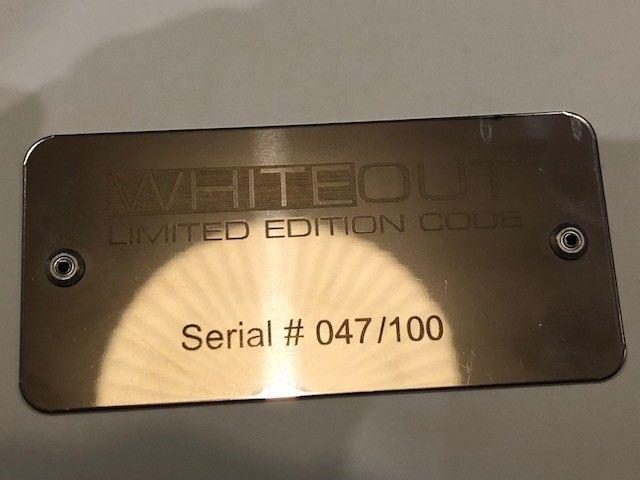 WHITEOUT
LIMITED EDITION CODE
Serial # 047/100